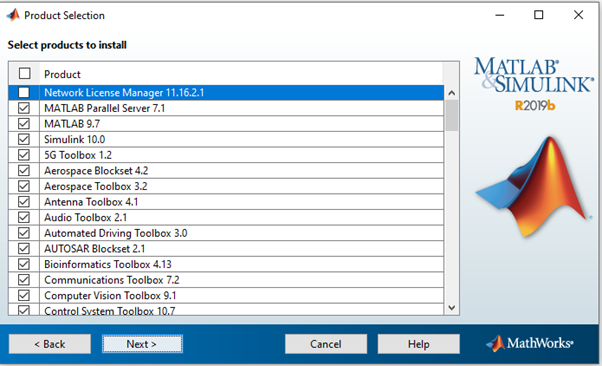 Product Selection
Select products to install
Product
Network License Manager 11.16.2.1
MATLAB Parallel Server 7.1
MATLAB 9.7
Simulink 10.0
5G Toolbox 1.2
Aerospace Blockset 4.2
Aerospace Toolbox 3.2
Antenna Toolbox 4.1
Audio Toolbox 2.1
Automated Driving Toolbox 3.0
AUTOSAR Blockset 2.1
Bioinformatics Toolbox 4.13
Communications Toolbox 7.2
Computer Vision Toolbox 9.1
Control System Toolbox 10.7
MATLAB®
&SIMULINK®
R2019b
< Back
Next >
Cancel
Help
MathWorks®